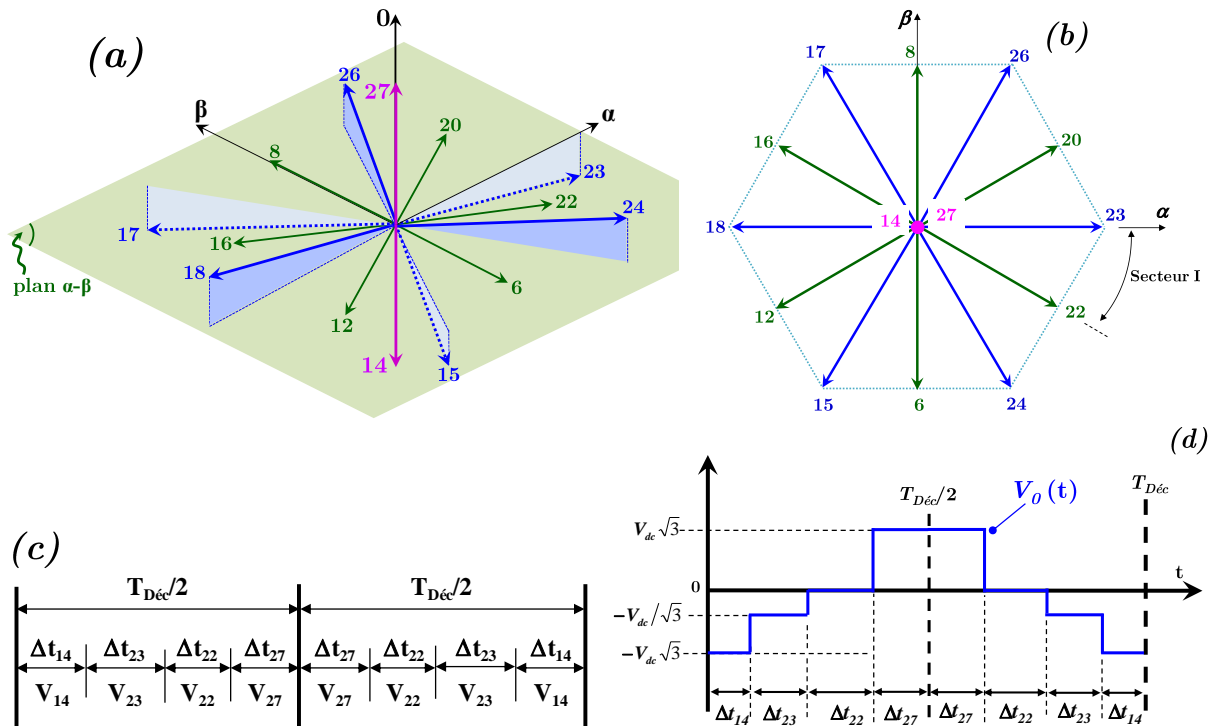 (a)
0
26
27
β
α
20
8
23
22
24
17
16
18
6
12
14
15
plan α-β
(b)
β
17
8
26
16
20
14
27
18
23
α
Secteur I
12
22
15
6
24
(c)
T_Déc/2
T_Déc/2
Δt_14
Δt_23
Δt_22
Δt_27
Δt_27
Δt_22
Δt_23
Δt_14
V_14
V_23
V_22
V_27
V_27
V_22
V_23
V_14
(d)
T_Déc/2
V_0 (t)
T_Déc
V_dc√3
0
t
−V_dc/√3
−V_dc√3
Δt_14
Δt_23
Δt_22
Δt_27
Δt_27
Δt_22
Δt_23
Δt_14